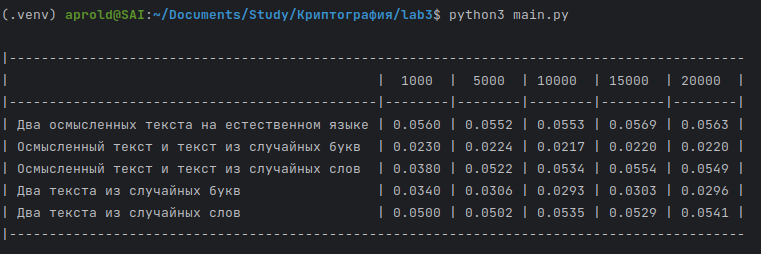 (.venv) aprold@SAI:~/Documents/Study/Криптография/lab3$ python3 main.py
| 1000 | 5000 | 10000 | 15000 | 20000 |
| Два осмысленных текста на естественном языке | 0.0560 | 0.0552 | 0.0553 | 0.0569 | 0.0563 |
| Осмысленный текст и текст из случайных букв | 0.0230 | 0.0224 | 0.0217 | 0.0220 | 0.0220 |
| Осмысленный текст и текст из случайных слов | 0.0380 | 0.0522 | 0.0534 | 0.0554 | 0.0549 |
| Два текста из случайных букв | 0.0340 | 0.0306 | 0.0293 | 0.0303 | 0.0296 |
| Два текста из случайных слов | 0.0500 | 0.0502 | 0.0535 | 0.0529 | 0.0541 |